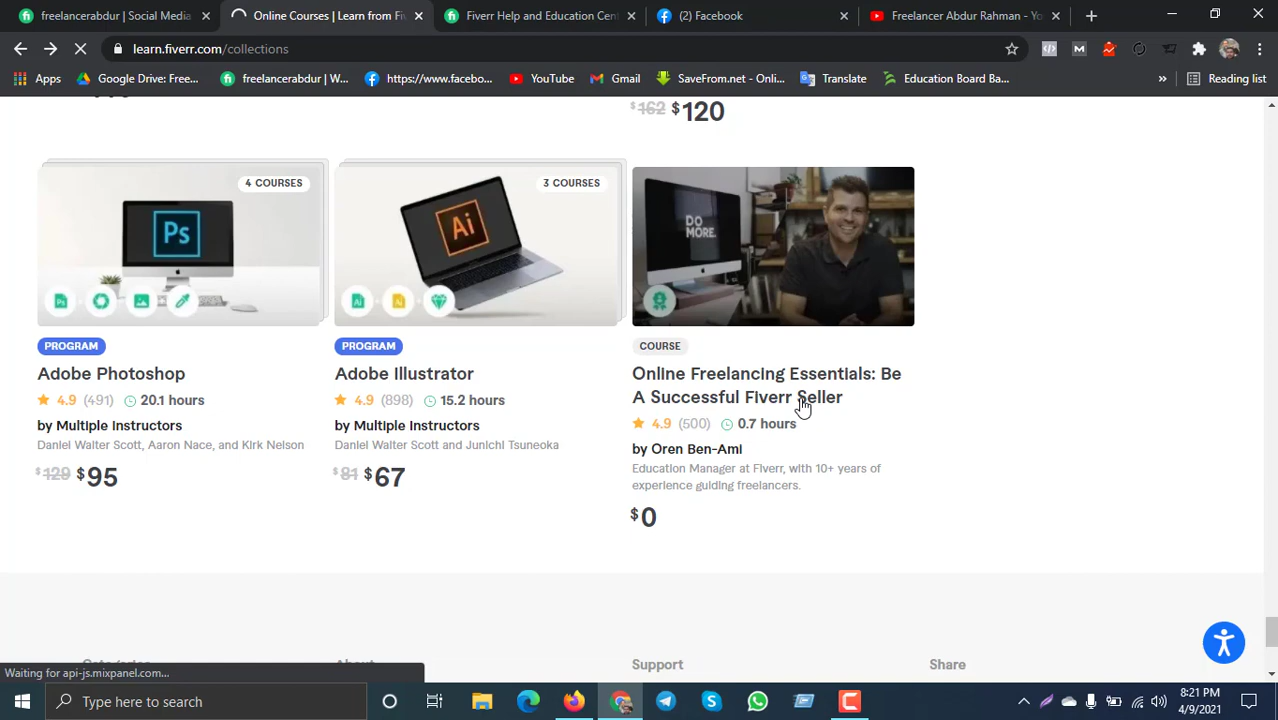 freelancerabdur | Social Media
Online Courses | Learn from Fiv
Fiverr Help and Education Cent
(2) Facebook
Freelancer Abdur Rahman - Yo
learn.fiverr.com/collections
Apps
Google Drive: Free...
freelancerabdur | W...
https://www.facebo...
YouTube
Gmail
SaveFrom.net - Onli...
Translate
Education Board Ba...
»
Reading list
$162 $120
4 COURSES
3 COURSES
Ps
Ai
DO
MORE.
PROGRAM
PROGRAM
COURSE
Adobe Photoshop
4.9 (491) 20.1 hours
by Multiple Instructors
Daniel Walter Scott, Aaron Nace, and Kirk Nelson
$129 $95
Adobe Illustrator
4.9 (898) 15.2 hours
by Multiple Instructors
Daniel Walter Scott and Junichi Tsuneoka
$81 $67
Online Freelancing Essentials: Be
A Successful Fiverr Seller
4.9 (500) 0.7 hours
by Oren Ben-Ami
Education Manager at Fiverr, with 10+ years of
experience guiding freelancers.
$0
Categories
About
Support
Share
Waiting for api-js.mixpanel.com...
Type here to search
8:21 PM
4/9/2021